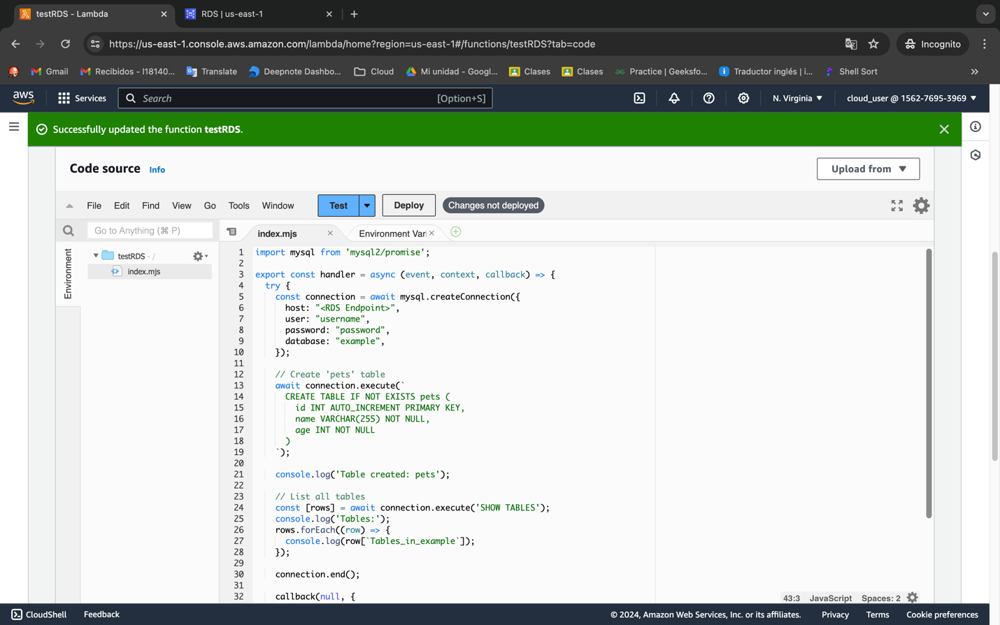 testRDS - Lambda
RDS | us-east-1
https://us-east-1.console.aws.amazon.com/lambda/home?region=us-east-1#/functions/testRDS?tab=code
Incognito
Gmail
Recibidos - l18140...
Translate
Deepnote Dashbo...
Cloud
Mi unidad - Googl...
Clases
Clases
Practice | Geeksfo...
Traductor inglés | i...
Shell Sort
aws
Services
Search
[Option+S]
N. Virginia
cloud_user @ 1562-7695-3969
Successfully updated the function testRDS.
Code source
Info
Upload from
File
Edit
Find
View
Go
Tools
Window
Test
Deploy
Changes not deployed
Go to Anything (⌘ P)
index.mjs
Environment Vari
Environment
testRDS - /
index.mjs
1 import mysql from 'mysql2/promise';
2
3 export const handler = async (event, context, callback) => {
4 try {
5 const connection = await mysql.createConnection({
6 host: "<RDS Endpoint>",
7 user: "username",
8 password: "password",
9 database: "example",
10 });
11
12 // Create 'pets' table
13 await connection.execute(`
14 CREATE TABLE IF NOT EXISTS pets (
15 id INT AUTO_INCREMENT PRIMARY KEY,
16 name VARCHAR(255) NOT NULL,
17 age INT NOT NULL
18 )
19 `);
20
21 console.log('Table created: pets');
22
23 // List all tables
24 const [rows] = await connection.execute('SHOW TABLES');
25 console.log('Tables:');
26 rows.forEach((row) => {
27 console.log(row[`Tables_in_example`]);
28 });
29
30 connection.end();
31
32 callback(null, {
43:3
JavaScript
Spaces: 2
CloudShell
Feedback
© 2024, Amazon Web Services, Inc. or its affiliates.
Privacy
Terms
Cookie preferences